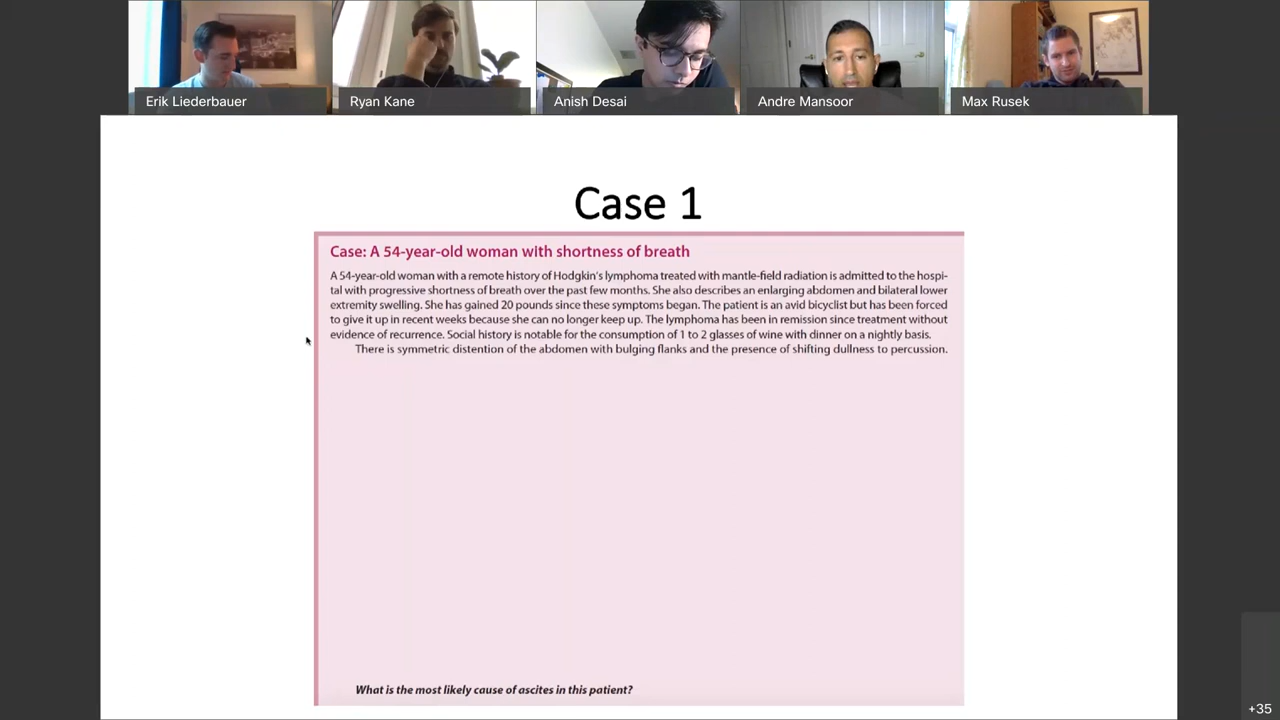 Erik Liederbauer
Ryan Kane
Anish Desai
Andre Mansoor
Max Rusek
Case 1
Case: A 54-year-old woman with shortness of breath
A 54-year-old woman with a remote history of Hodgkin's lymphoma treated with mantle-field radiation is admitted to the hospi-
tal with progressive shortness of breath over the past few months. She also describes an enlarging abdomen and bilateral lower
extremity swelling. She has gained 20 pounds since these symptoms began. The patient is an avid bicyclist but has been forced
to give it up in recent weeks because she can no longer keep up. The lymphoma has been in remission since treatment without
evidence of recurrence. Social history is notable for the consumption of 1 to 2 glasses of wine with dinner on a nightly basis.
There is symmetric distention of the abdomen with bulging flanks and the presence of shifting dullness to percussion.
What is the most likely cause of ascites in this patient?
+35